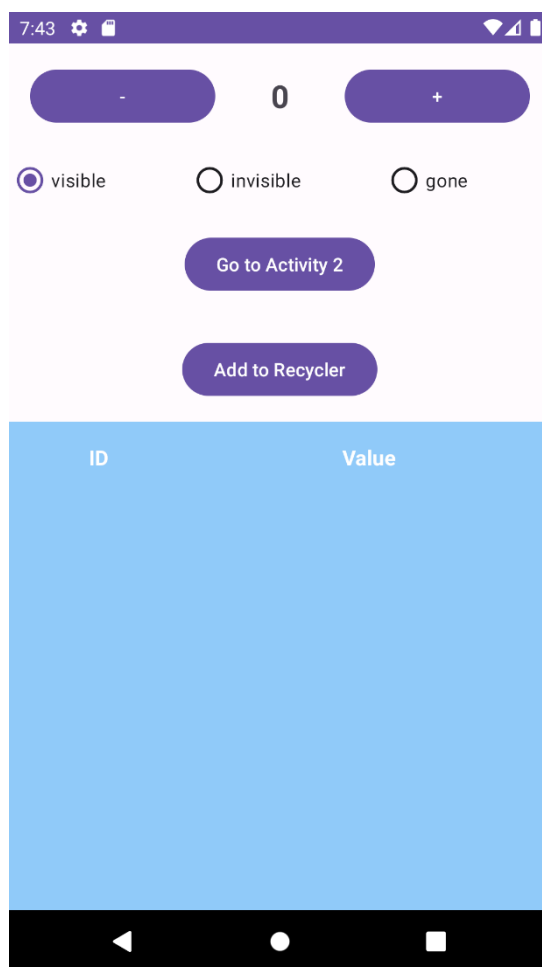 7:43
- 0 +
visible invisible gone
Go to Activity 2
Add to Recycler
ID Value